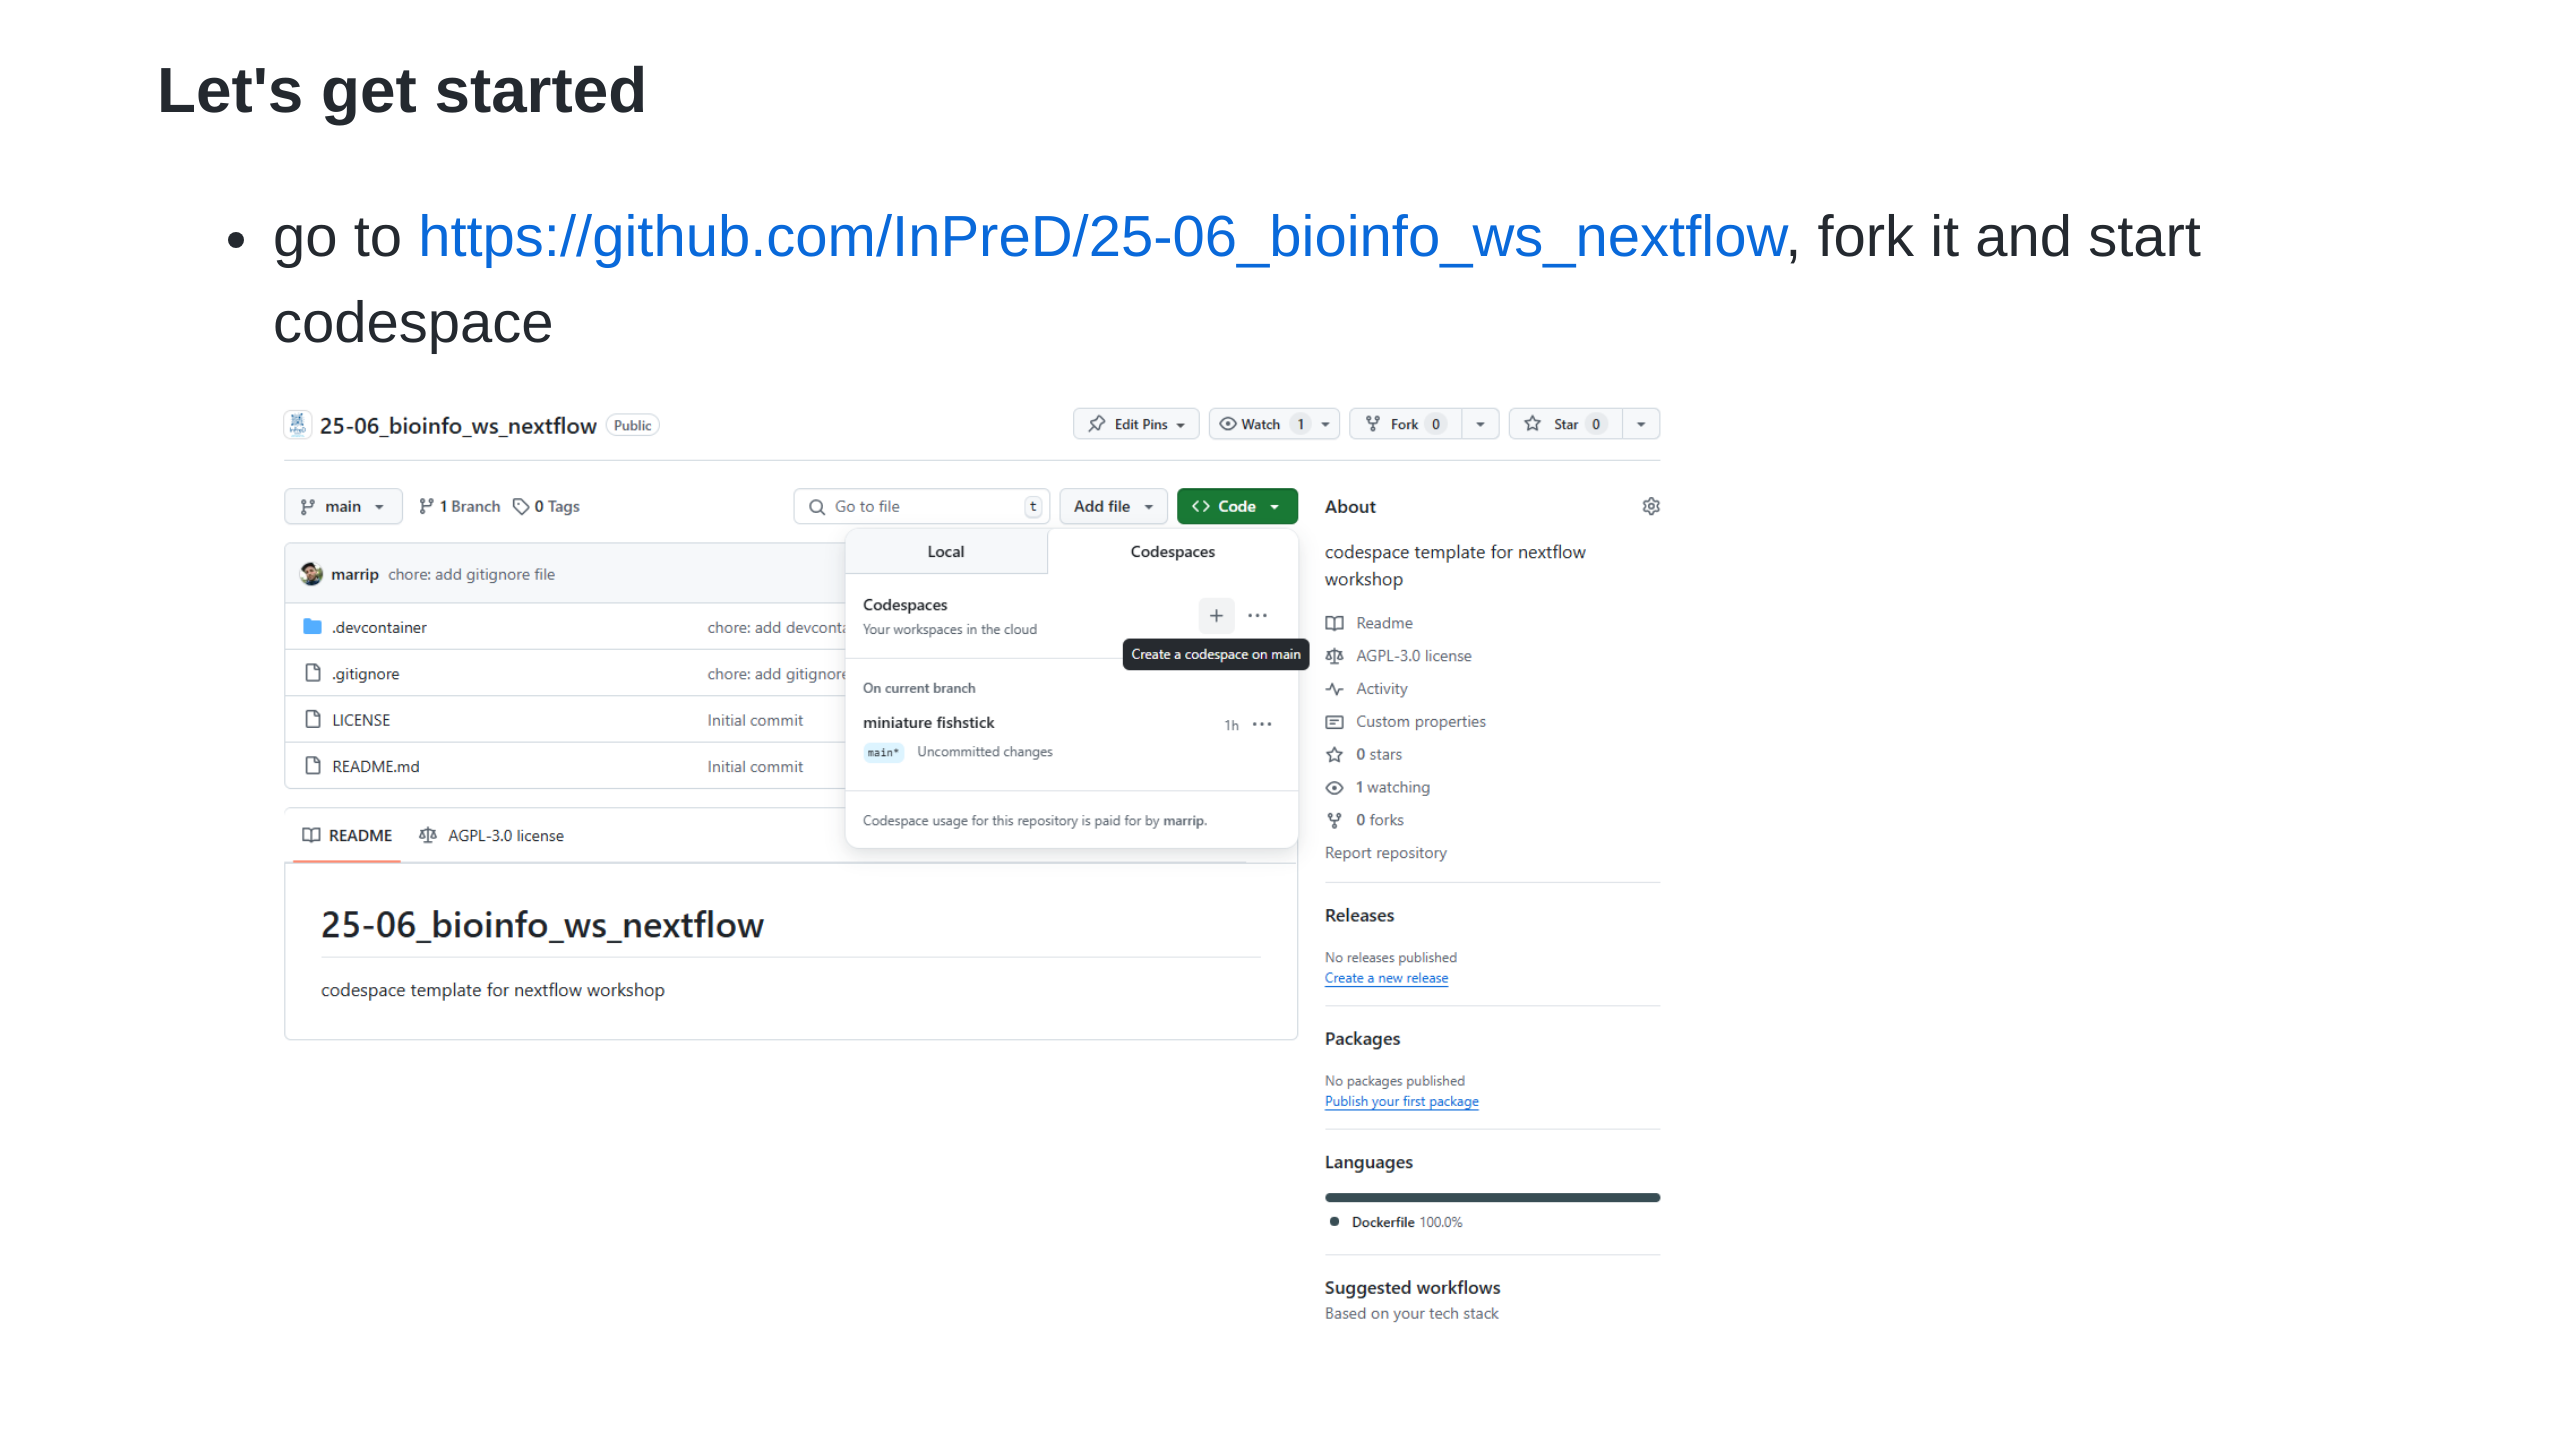 Let's get started
• go to https://github.com/InPreD/25-06_bioinfo_ws_nextflow, fork it and start
codespace
25-06_bioinfo_ws_nextflow Public
Edit Pins Watch 1 Fork 0 Star 0
main 1 Branch 0 Tags Go to file t Add file Code
Local Codespaces
marrip chore: add gitignore file
.devcontainer chore: add devconta
.gitignore chore: add gitignore
LICENSE Initial commit
README.md Initial commit
Codespaces
Your workspaces in the cloud
Create a codespace on main
On current branch
miniature fishstick 1h
main* Uncommitted changes
Codespace usage for this repository is paid for by marrip.
README AGPL-3.0 license
25-06_bioinfo_ws_nextflow
codespace template for nextflow workshop
About
codespace template for nextflow
workshop
Readme
AGPL-3.0 license
Activity
Custom properties
0 stars
1 watching
0 forks
Report repository
Releases
No releases published
Create a new release
Packages
No packages published
Publish your first package
Languages
Dockerfile 100.0%
Suggested workflows
Based on your tech stack